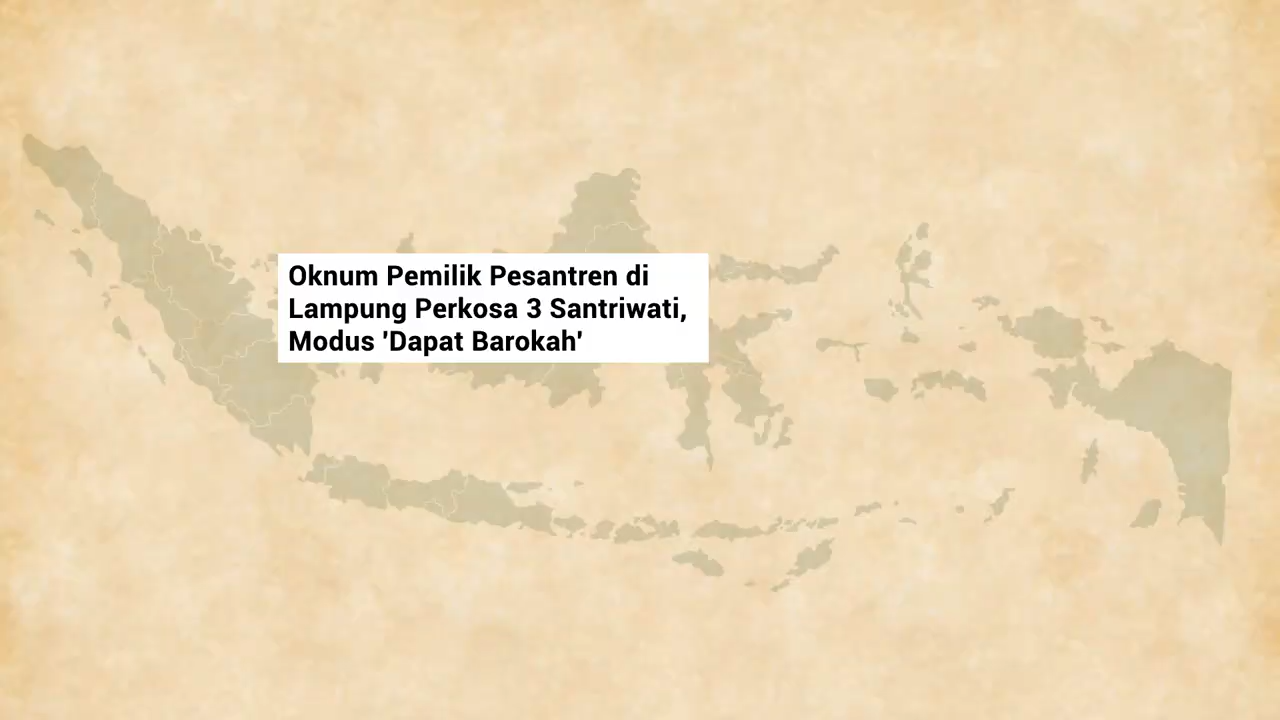 Oknum Pemilik Pesantren di
Lampung Perkosa 3 Santriwati,
Modus 'Dapat Barokah'